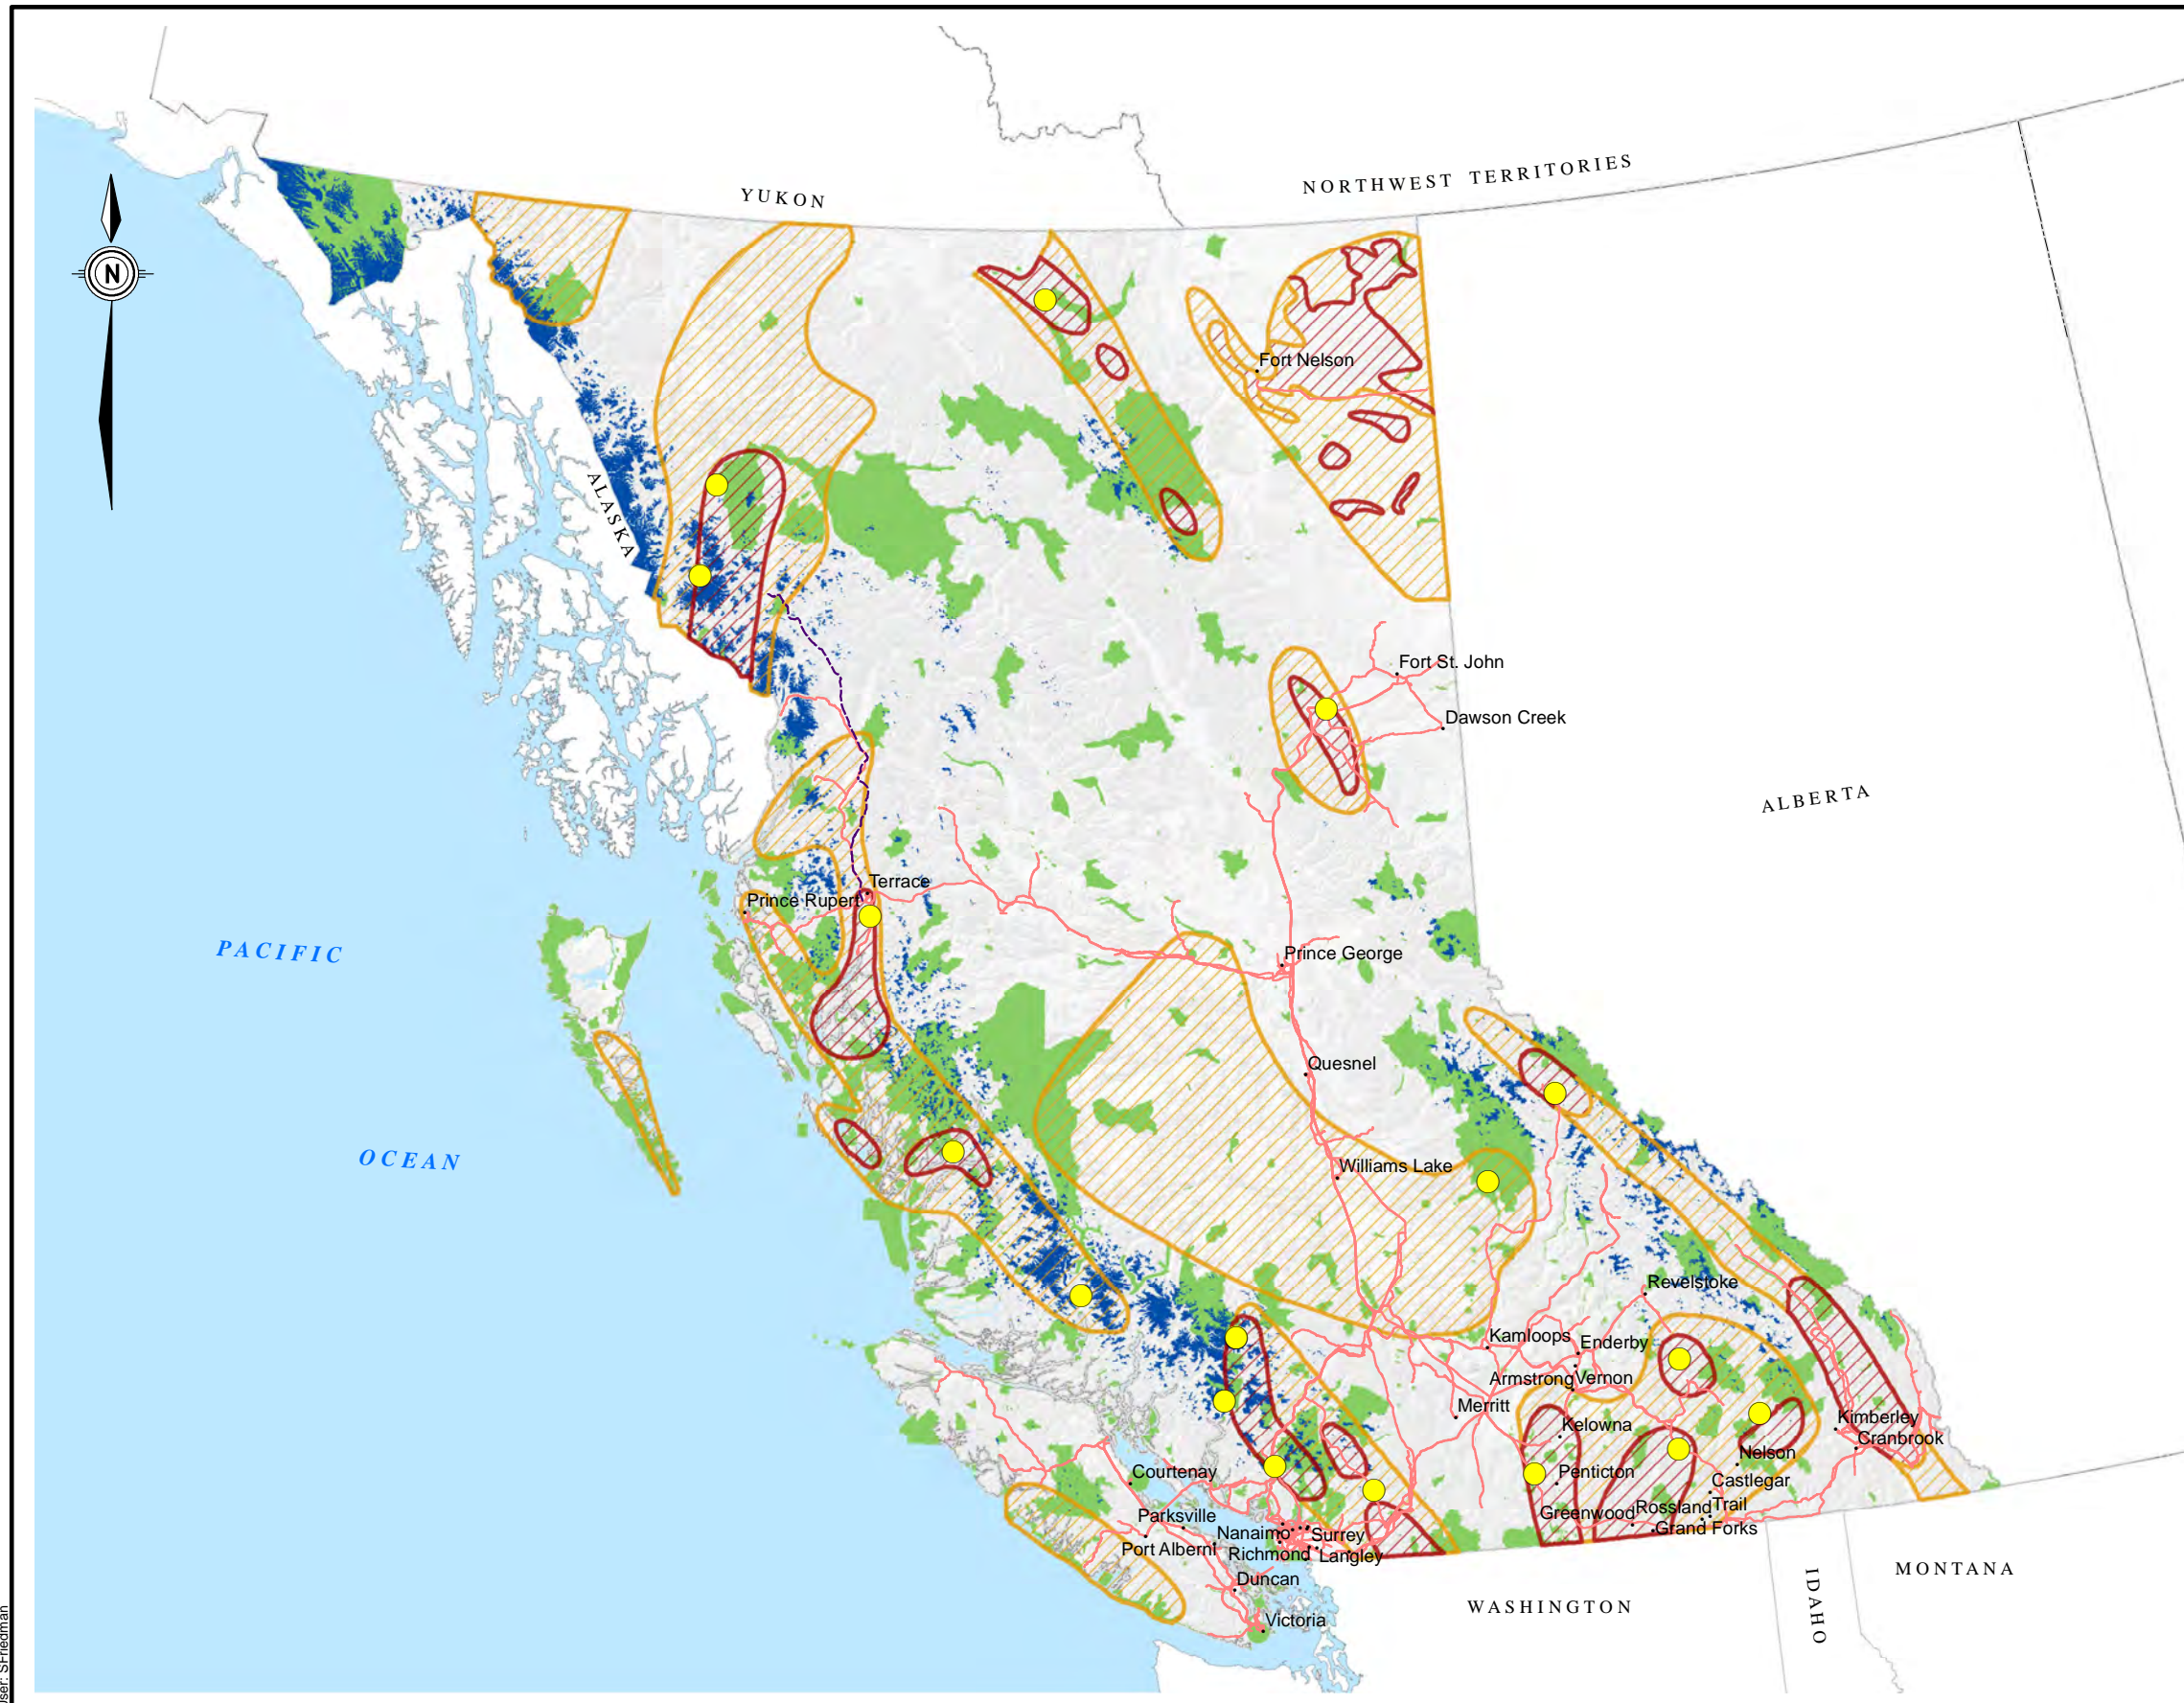 YUKON
NORTHWEST TERRITORIES
N
Fort Nelson
ALASKA
Fort St. John
Dawson Creek
ALBERTA
Terrace
Prince Rupert
PACIFIC
Prince George
Quesnel
OCEAN
Williams Lake
Revelstoke
Kamloops
Enderby
Armstrong
Vernon
Merritt
Kelowna
Kimberley
Cranbrook
Nelson
Courtenay
Penticton
Castlegar
Parksville
Greenwood
Rossland
Trail
Nanaimo
Surrey
Grand Forks
Port Alberni
Richmond
Langley
MONTANA
Duncan
WASHINGTON
IDAHO
Victoria
User: SFriedman